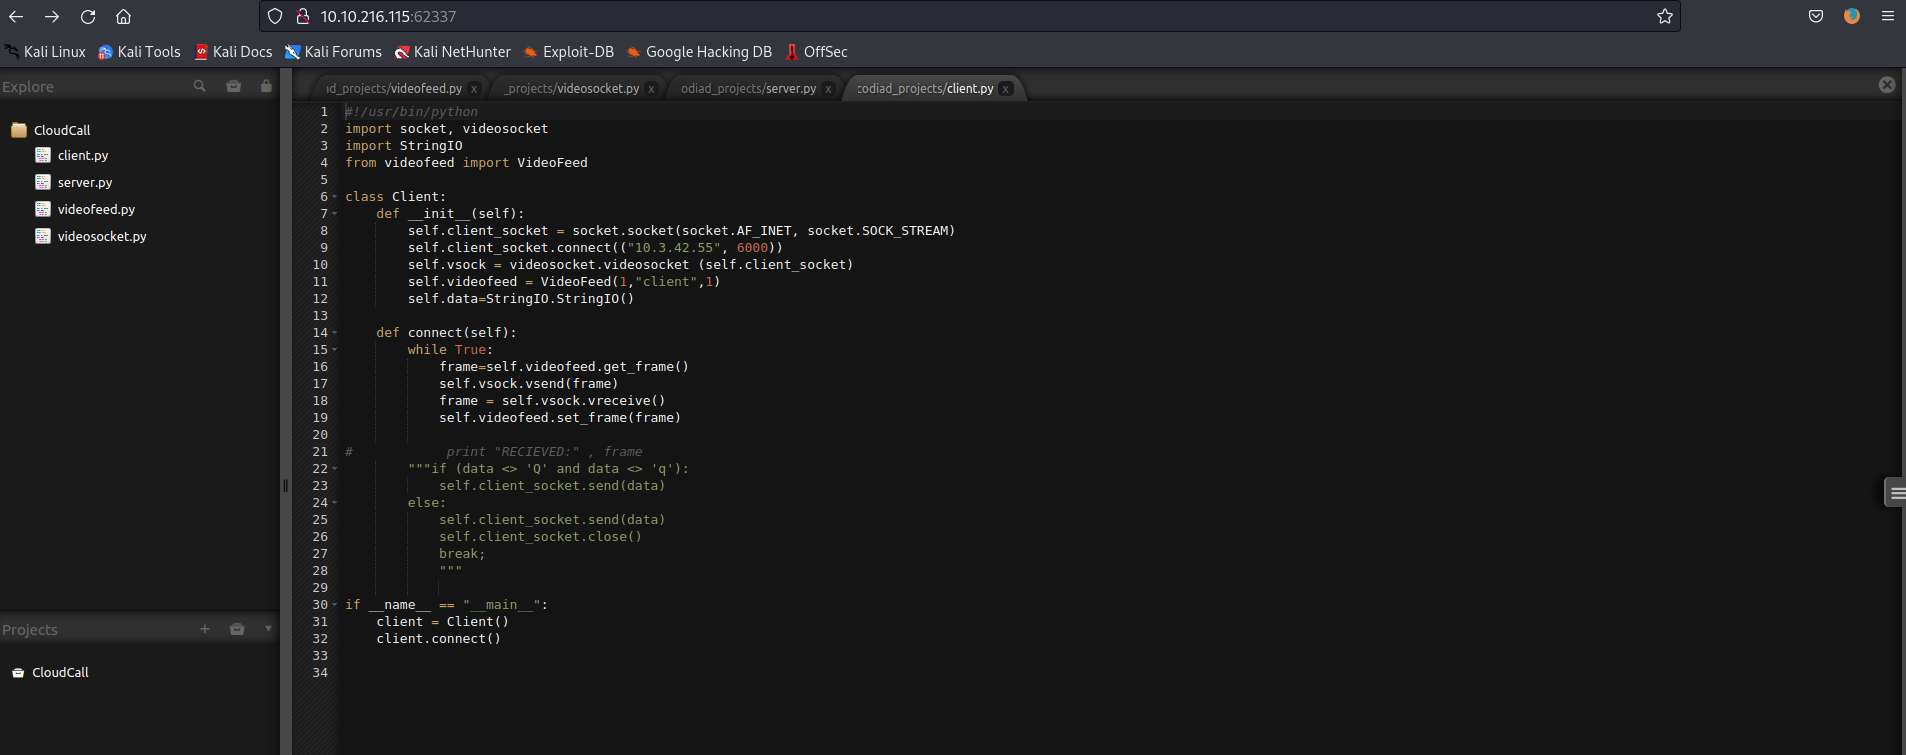 10.10.216.115:62337
Kali Linux Kali Tools Kali Docs Kali Forums Kali NetHunter Exploit-DB Google Hacking DB OffSec
Explore
CloudCall
client.py
server.py
videofeed.py
videosocket.py
Projects
CloudCall
ıd_projects/videofeed.py x _projects/videosocket.py x odiad_projects/server.py x codiad_projects/client.py x
1 #!/usr/bin/python
2 import socket, videosocket
3 import StringIO
4 from videofeed import VideoFeed
5
6 class Client:
7     def __init__(self):
8         self.client_socket = socket.socket(socket.AF_INET, socket.SOCK_STREAM)
9         self.client_socket.connect(("10.3.42.55", 6000))
10         self.vsock = videosocket.videosocket (self.client_socket)
11         self.videofeed = VideoFeed(1,"client",1)
12         self.data=StringIO.StringIO()
13
14     def connect(self):
15         while True:
16             frame=self.videofeed.get_frame()
17             self.vsock.vsend(frame)
18             frame = self.vsock.vreceive()
19             self.videofeed.set_frame(frame)
20
21 #            print "RECIEVED:" , frame
22         """if (data <> 'Q' and data <> 'q'):
23             self.client_socket.send(data)
24         else:
25             self.client_socket.send(data)
26             self.client_socket.close()
27             break;
28             """
29
30 if __name__ == "__main__":
31     client = Client()
32     client.connect()
33
34